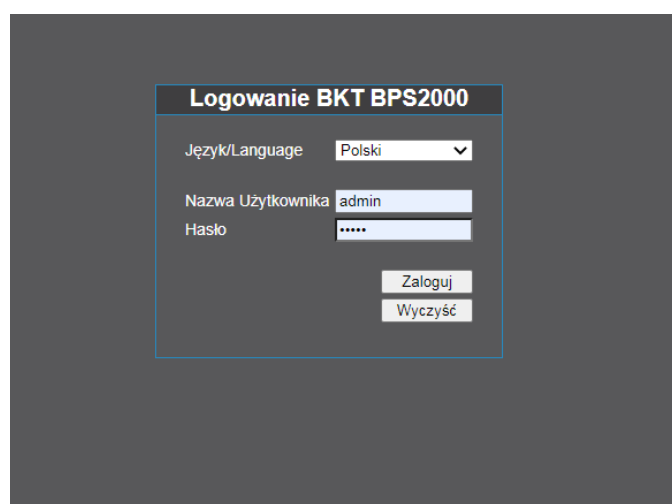 Logowanie BKT BPS2000
Język/Language Polski
Nazwa Użytkownika admin
Hasło •••••
Zaloguj
Wyczyść